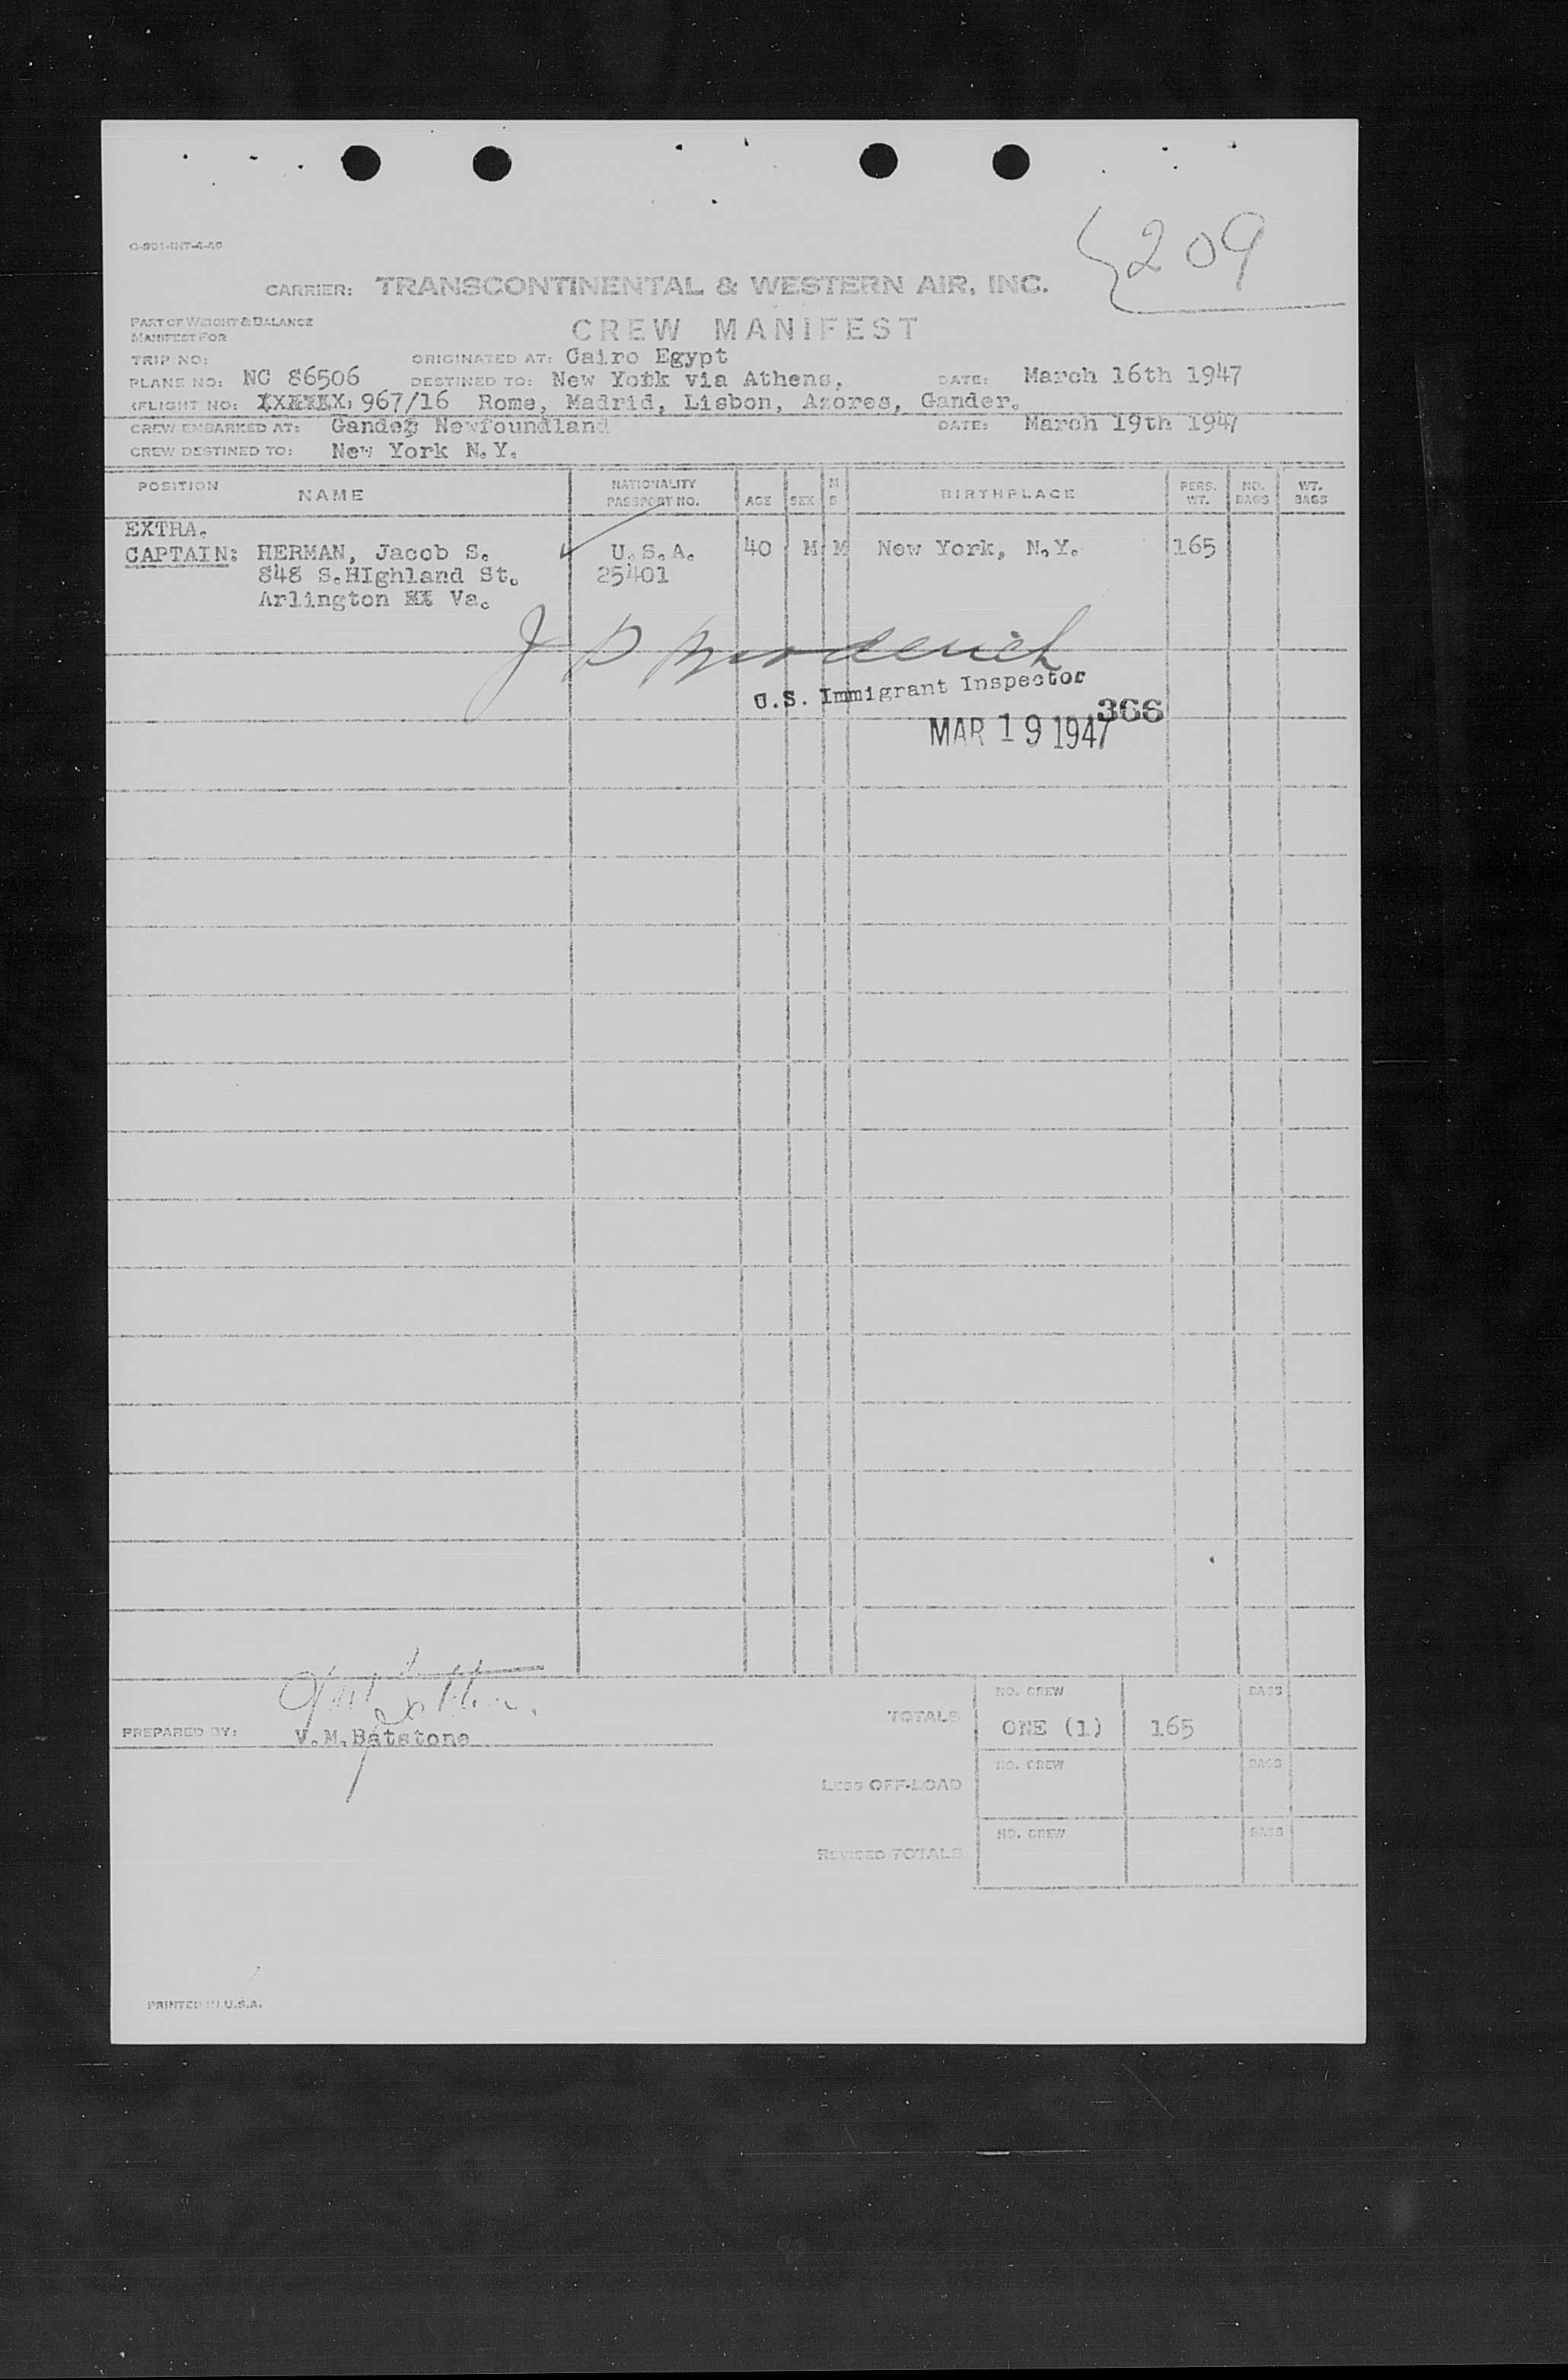 O-901-INT-4-46
209
CARRIER: TRANSCONTINENTAL & WESTERN AIR, INC.
PART OF WEIGHT & BALANCE
MANIFEST FOR
CREW MANIFEST
TRIP NO: ORIGINATED AT: Cairo Egypt
PLANE NO: NC 86506 DESTINED TO: New York via Athens, DATE: March 16th 1947
(FLIGHT NO: 967/16 Rome, Madrid, Lisbon, Azores, Gander.
CREW EMBARKED AT: Gander Newfoundland DATE: March 19th 1947
CREW DESTINED TO: New York N.Y.
POSITION NAME NATIONALITY PASSPORT NO. AGE SEX M S BIRTHPLACE PERS. WT. NO. BAGS WT. BAGS
EXTRA.
CAPTAIN: HERMAN, Jacob S. U.S.A. 40 M M New York, N.Y. 165
848 S.HIghland St. 25401
Arlington Va.
J P Broderick
U.S. Immigrant Inspector
366
MAR 19 1947
NO. CREW BAGS
TOTALS ONE (1) 165
PREPARED BY: V.M.Batstone
NO. CREW BAGS
LESS OFF-LOAD
NO. CREW BAGS
REVISED TOTALS
PRINTED IN U.S.A.